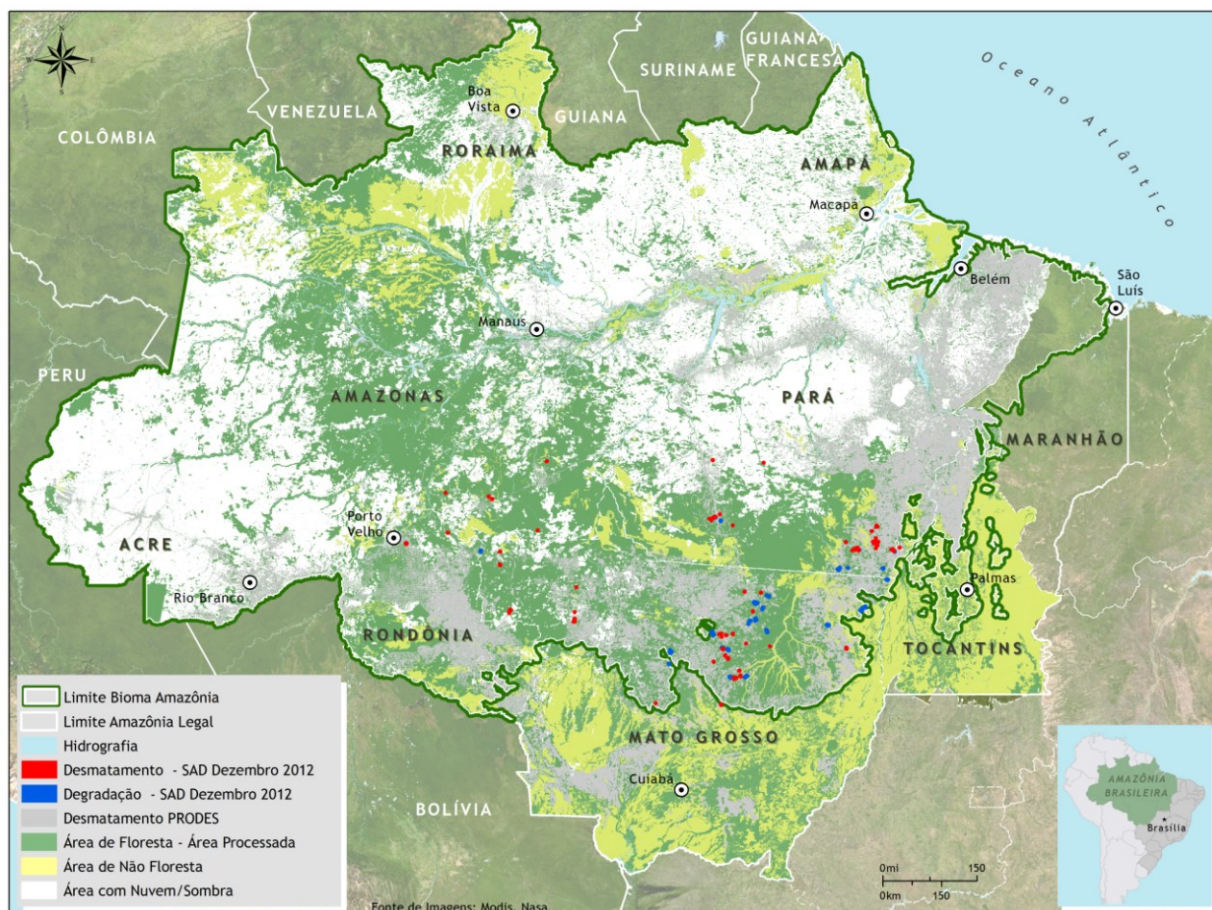 N
W
E
S
GUIANA
FRANCESA
SURINAME
Oceano Atlântico
VENEZUELA
Boa
Vista
GUIANA
COLÔMBIA
RORAIMA
AMAPÁ
Macapá
Belém
São
Luís
Manaus
PERU
AMAZONAS
PARÁ
MARANHÃO
Porto
Velho
ACRE
Rio Branco
Palmas
RONDÔNIA
TOCANTINS
MATO GROSSO
Cuiabá
BOLÍVIA
Limite Bioma Amazônia
Limite Amazônia Legal
Hidrografia
Desmatamento - SAD Dezembro 2012
Degradação - SAD Dezembro 2012
Desmatamento PRODES
Área de Floresta - Área Processada
Área de Não Floresta
Área com Nuvem/Sombra
AMAZÔNIA
BRASILEIRA
Brasília
0mi 150
0km 150
Fonte de Imagens: Modis, Nasa